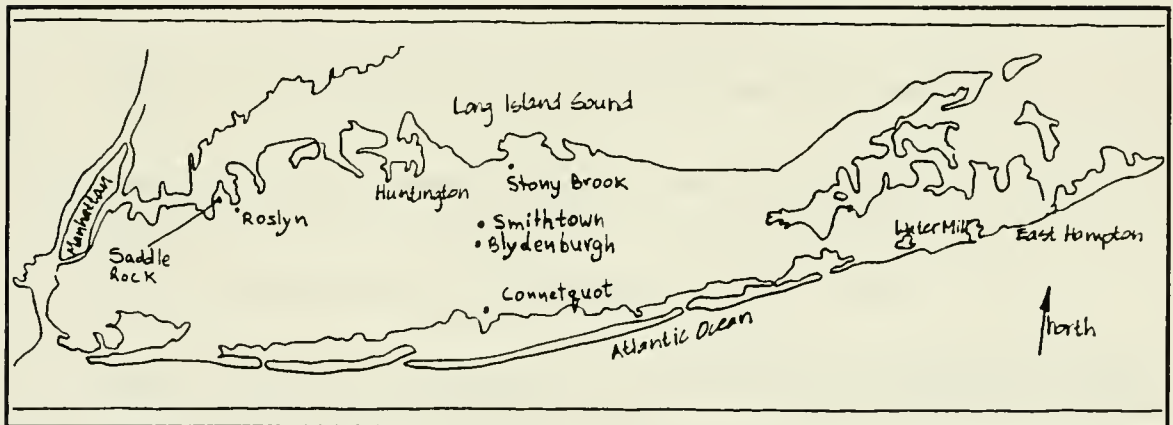 Long Island Sound
Manhattan
Huntington
Stony Brook
Roslyn
Smithtown
Blydenburgh
Saddle
Rock
Water Mill
East Hampton
Connetquot
Atlantic Ocean
north